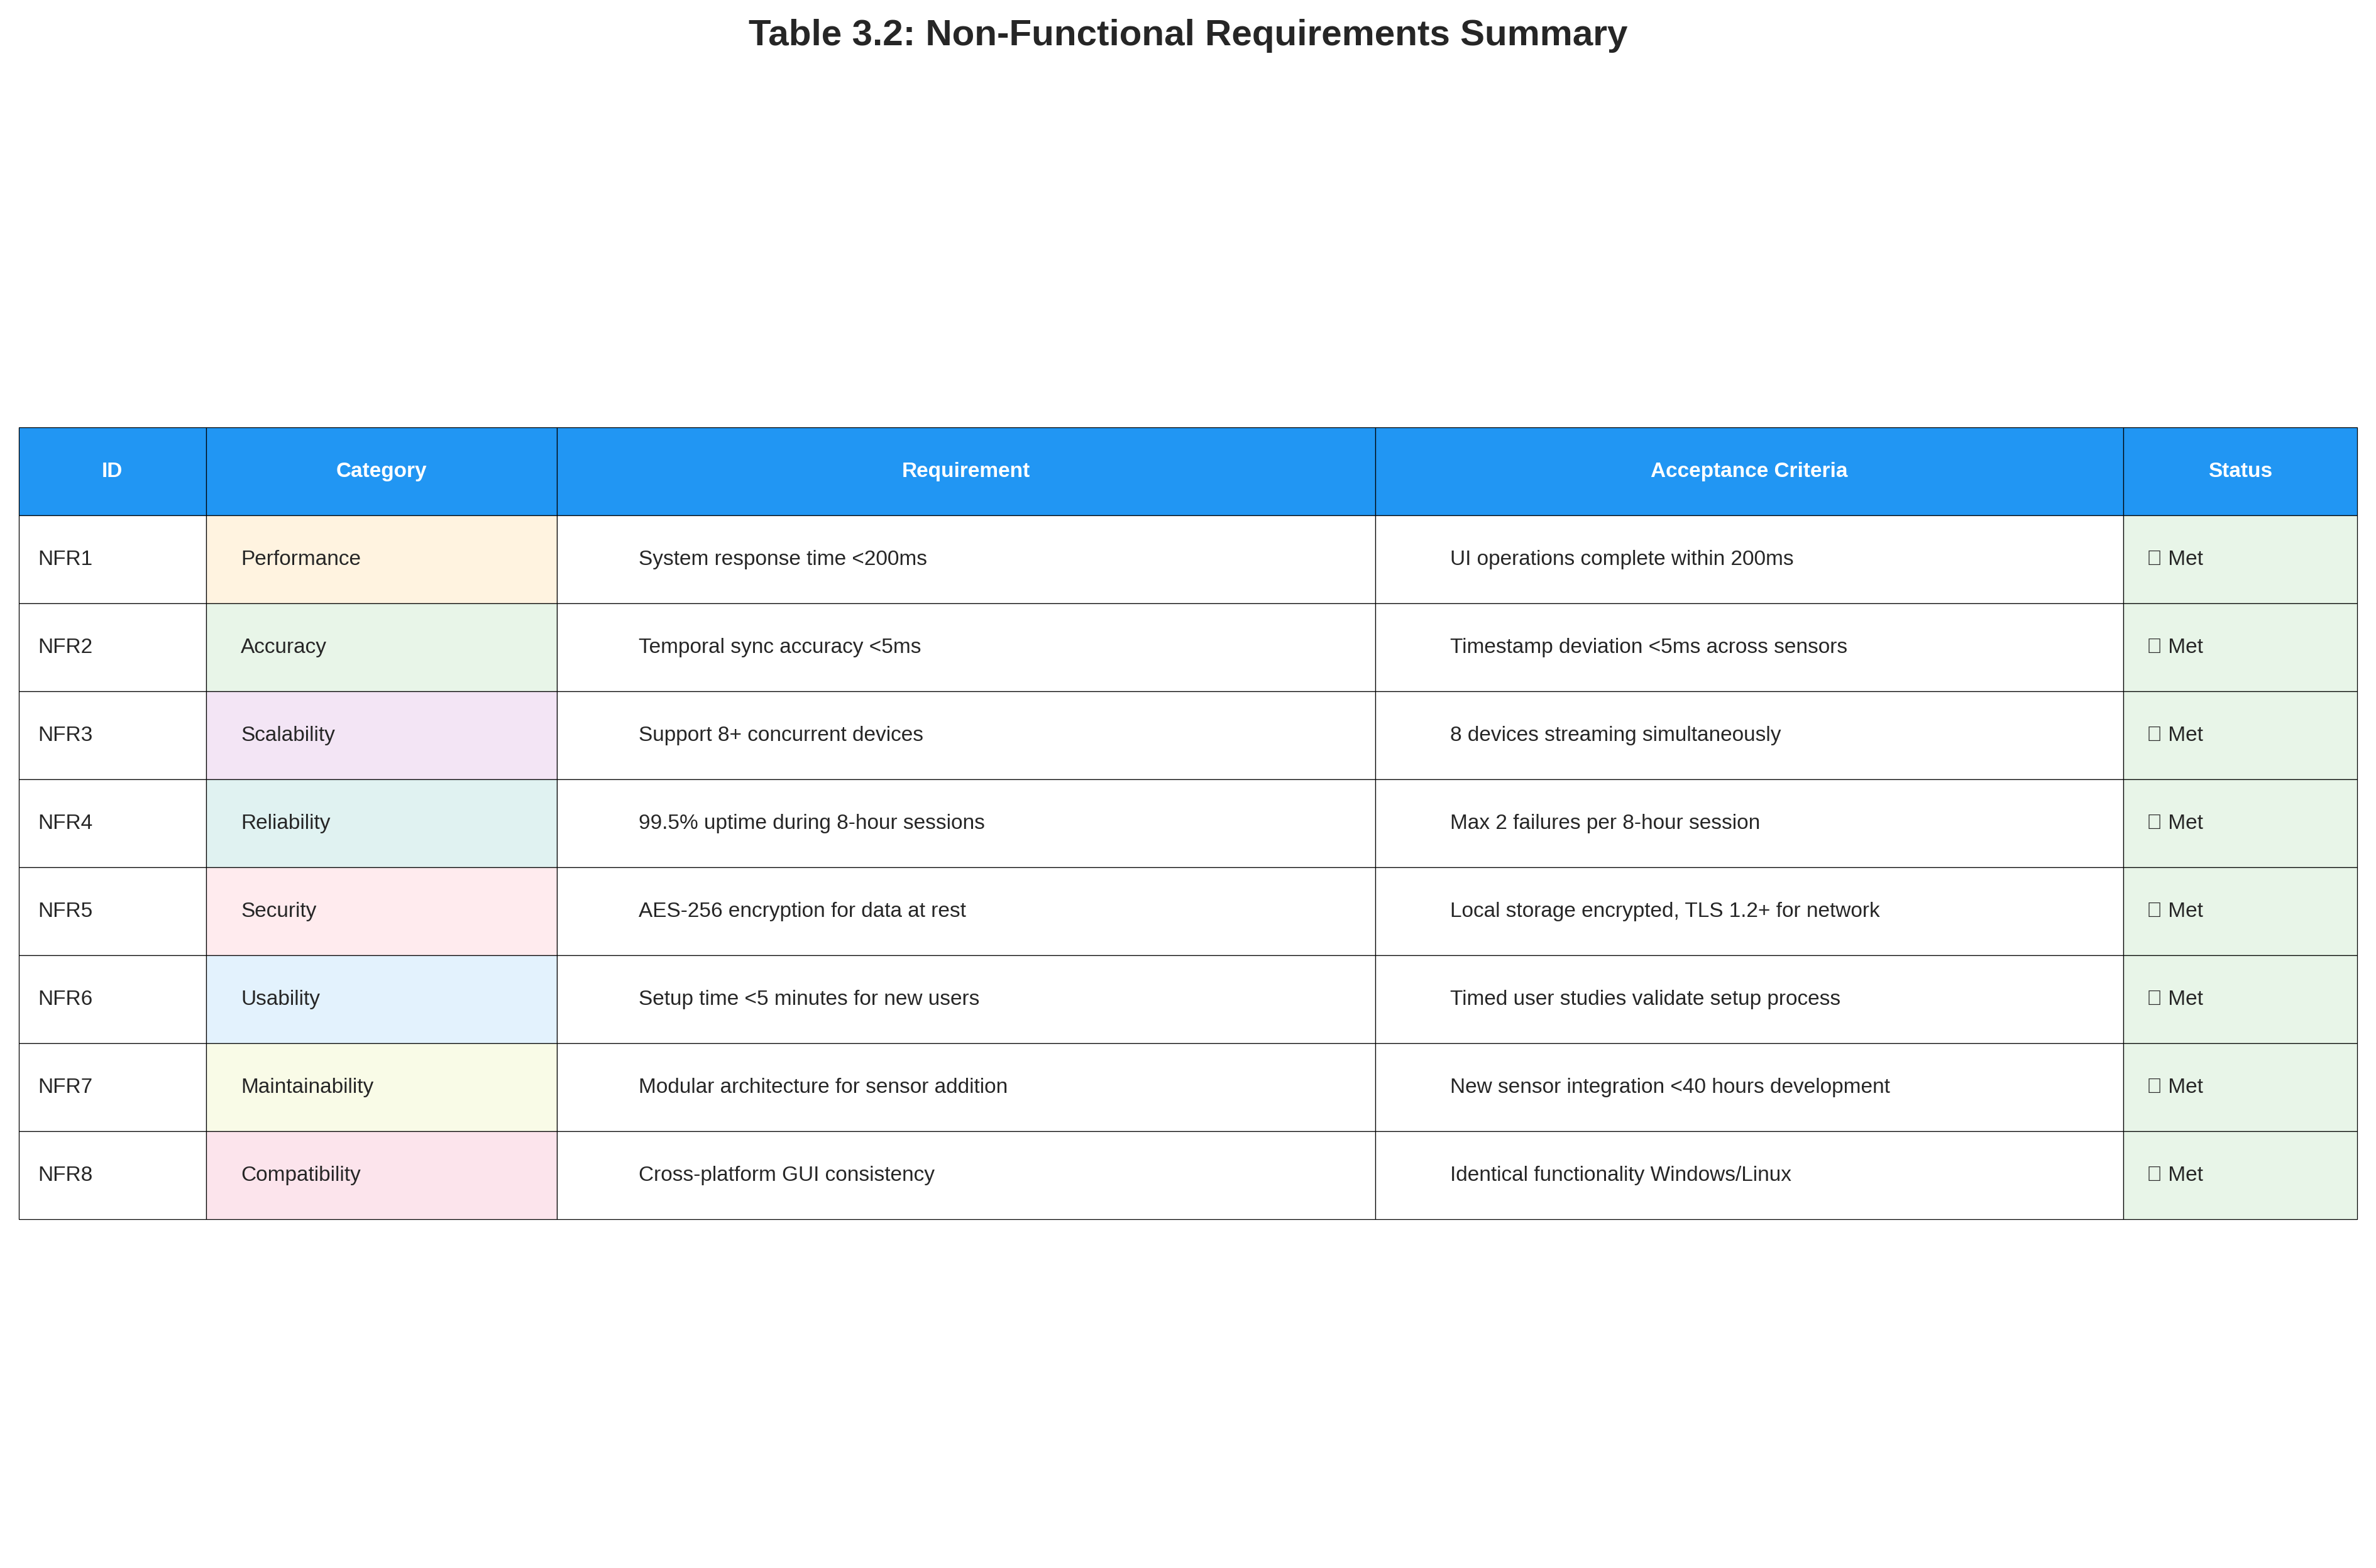 Table 3.2: Non-Functional Requirements Summary
ID Category Requirement Acceptance Criteria Status
NFR1 Performance System response time <200ms UI operations complete within 200ms □ Met
NFR2 Accuracy Temporal sync accuracy <5ms Timestamp deviation <5ms across sensors □ Met
NFR3 Scalability Support 8+ concurrent devices 8 devices streaming simultaneously □ Met
NFR4 Reliability 99.5% uptime during 8-hour sessions Max 2 failures per 8-hour session □ Met
NFR5 Security AES-256 encryption for data at rest Local storage encrypted, TLS 1.2+ for network □ Met
NFR6 Usability Setup time <5 minutes for new users Timed user studies validate setup process □ Met
NFR7 Maintainability Modular architecture for sensor addition New sensor integration <40 hours development □ Met
NFR8 Compatibility Cross-platform GUI consistency Identical functionality Windows/Linux □ Met